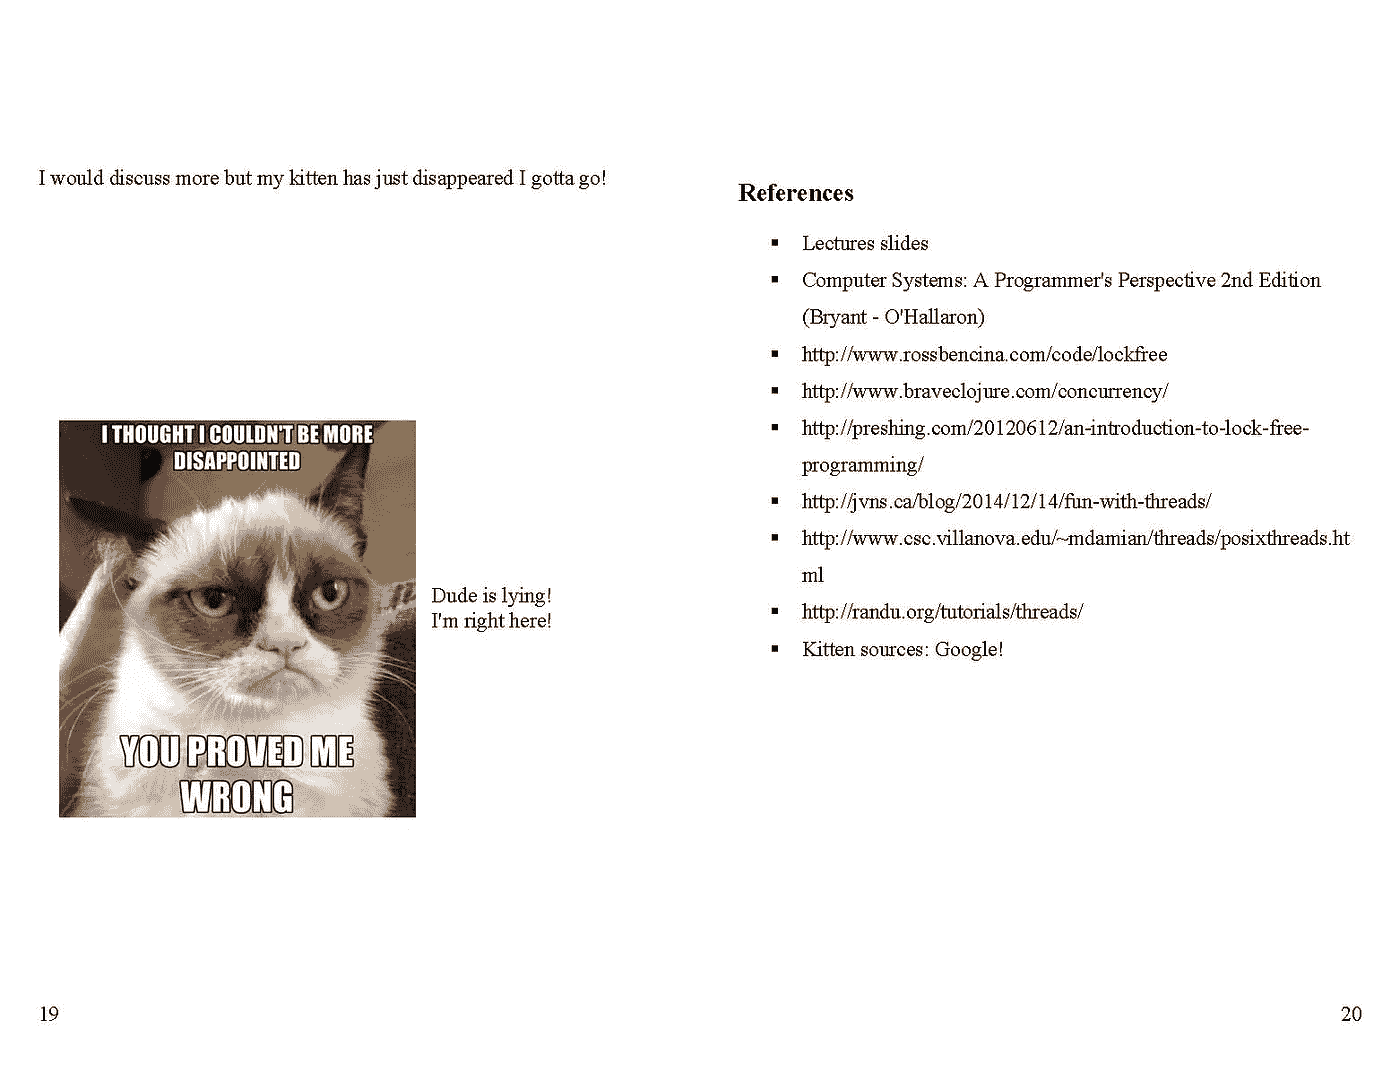 I would discuss more but my kitten has just disappeared I gotta go!
I THOUGHT I COULDN'T BE MORE
DISAPPOINTED
YOU PROVED ME
WRONG
Dude is lying!
I'm right here!
19
References
▪ Lectures slides
▪ Computer Systems: A Programmer's Perspective 2nd Edition
(Bryant - O'Hallaron)
▪ http://www.rossbencina.com/code/lockfree
▪ http://www.braveclojure.com/concurrency/
▪ http://preshing.com/20120612/an-introduction-to-lock-free-
programming/
▪ http://jvns.ca/blog/2014/12/14/fun-with-threads/
▪ http://www.csc.villanova.edu/~mdamian/threads/posixthreads.ht
ml
▪ http://randu.org/tutorials/threads/
▪ Kitten sources: Google!
20